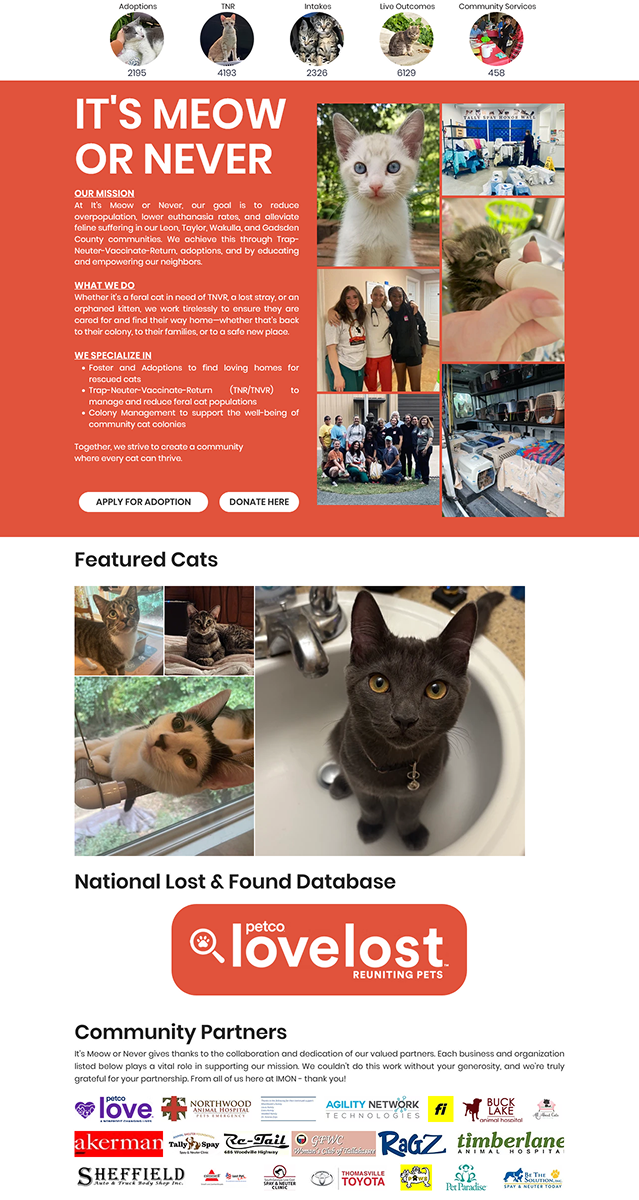 Adoptions TNR Intakes Live Outcomes Community Services
2195 4193 2326 6129 458
IT'S MEOW
OR NEVER
OUR MISSION
At It's Meow or Never, our goal is to reduce
overpopulation, lower euthanasia rates, and alleviate
feline suffering in our Leon, Taylor, Wakulla, and Gadsden
County communities. We achieve this through Trap-
Neuter-Vaccinate-Return, adoptions, and by educating
and empowering our neighbors.
WHAT WE DO
Whether it's a feral cat in need of TNVR, a lost stray, or an
orphaned kitten, we work tirelessly to ensure they are
cared for and find their way home—whether that's back
to their colony, to their families, or to a safe new place.
WE SPECIALIZE IN
• Foster and Adoptions to find loving homes for
rescued cats
• Trap-Neuter-Vaccinate-Return (TNR/TNVR) to
manage and reduce feral cat populations
• Colony Management to support the well-being of
community cat colonies
Together, we strive to create a community
where every cat can thrive.
APPLY FOR ADOPTION DONATE HERE
TALLY SPAY HONOR WALK
Featured Cats
National Lost & Found Database
petco
lovelost
REUNITING PETS
Community Partners
It's Meow or Never gives thanks to the collaboration and dedication of our valued partners. Each business and organization
listed below plays a vital role in supporting our mission. We couldn't do this work without your generosity, and we're truly
grateful for your partnership. From all of us here at IMON - thank you!
petco
love
NORTHWOOD
ANIMAL HOSPITAL
PETS EMERGENCY
AGILITY NETWORK
TECHNOLOGIES
fi
BUCK
LAKE
animal hospital
akerman
Tally Spay
Re-Tail
685 Woodville Highway
GFWC
Woman's Club of Tallahassee
RagZ
timberlane
ANIMAL HOSPITAL
SHEFFIELD
Auto & Truck Body Shop Inc.
SPAY & NEUTER
CLINIC
TOYOTA
THOMASVILLE
TOYOTA
Pet Paradise
BE THE
SOLUTION, INC.
SPAY & NEUTER TODAY